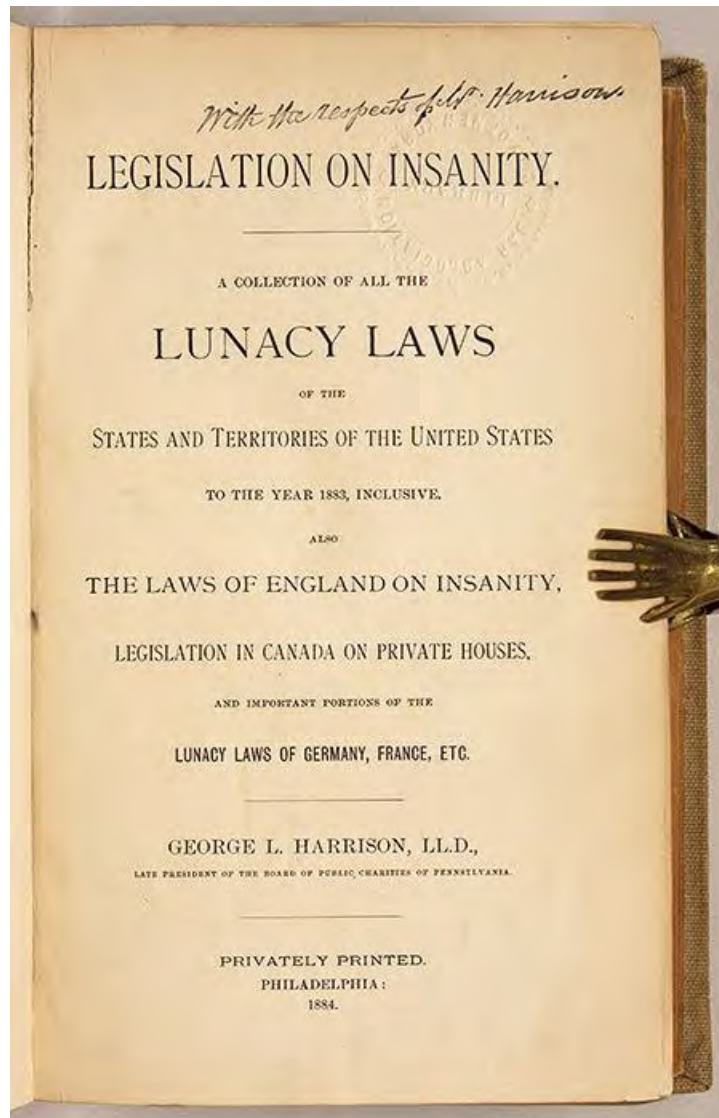 With the respects of Mr. Harrison.
LEGISLATION ON INSANITY.
A COLLECTION OF ALL THE
LUNACY LAWS
OF THE
STATES AND TERRITORIES OF THE UNITED STATES
TO THE YEAR 1883, INCLUSIVE.
ALSO
THE LAWS OF ENGLAND ON INSANITY,
LEGISLATION IN CANADA ON PRIVATE HOUSES,
AND IMPORTANT PORTIONS OF THE
LUNACY LAWS OF GERMANY, FRANCE, ETC.
GEORGE L. HARRISON, LL.D.,
LATE PRESIDENT OF THE BOARD OF PUBLIC CHARITIES OF PENNSYLVANIA.
PRIVATELY PRINTED.
PHILADELPHIA:
1884.